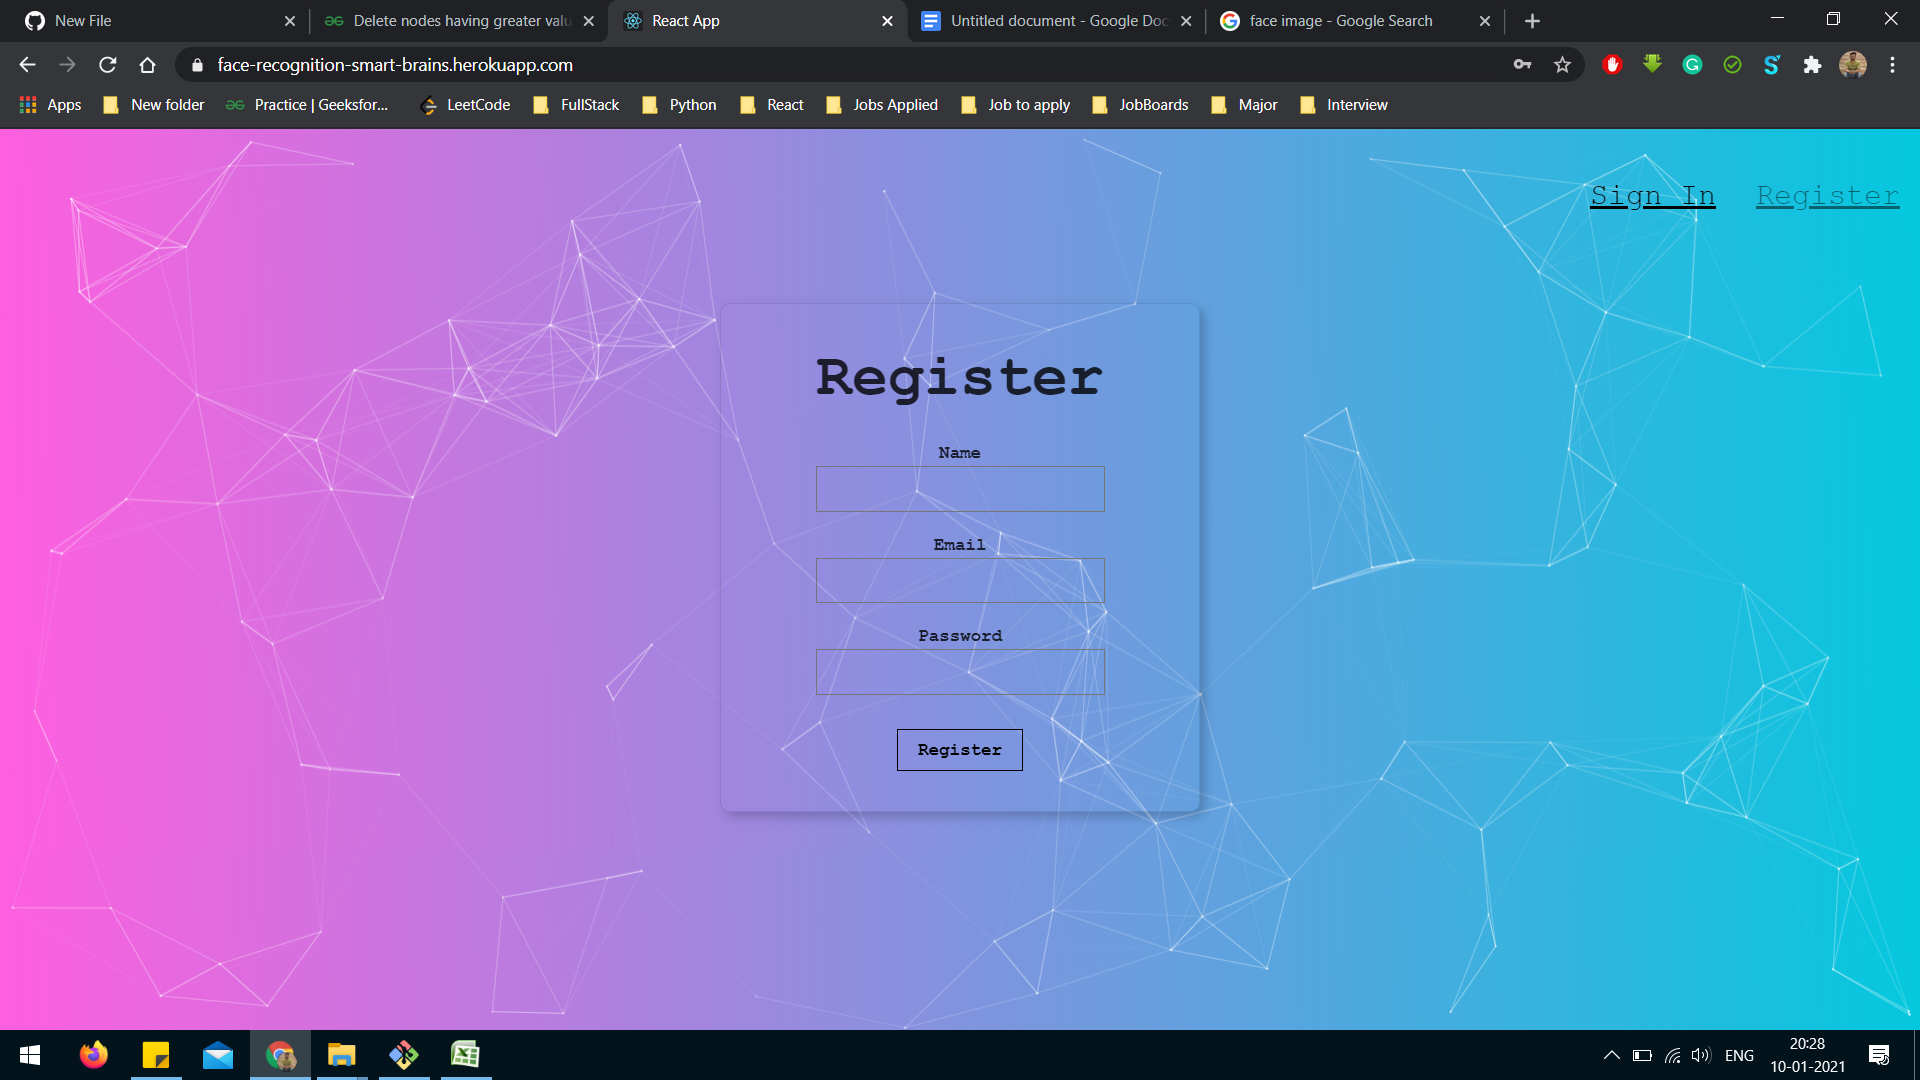 New File
Delete nodes having greater valu
React App
Untitled document - Google Doc
face image - Google Search
face-recognition-smart-brains.herokuapp.com
Apps
New folder
Practice | Geeksfor...
LeetCode
FullStack
Python
React
Jobs Applied
Job to apply
JobBoards
Major
Interview
Sign In
Register
Register
Name
Email
Password
Register
ENG
20:28
10-01-2021